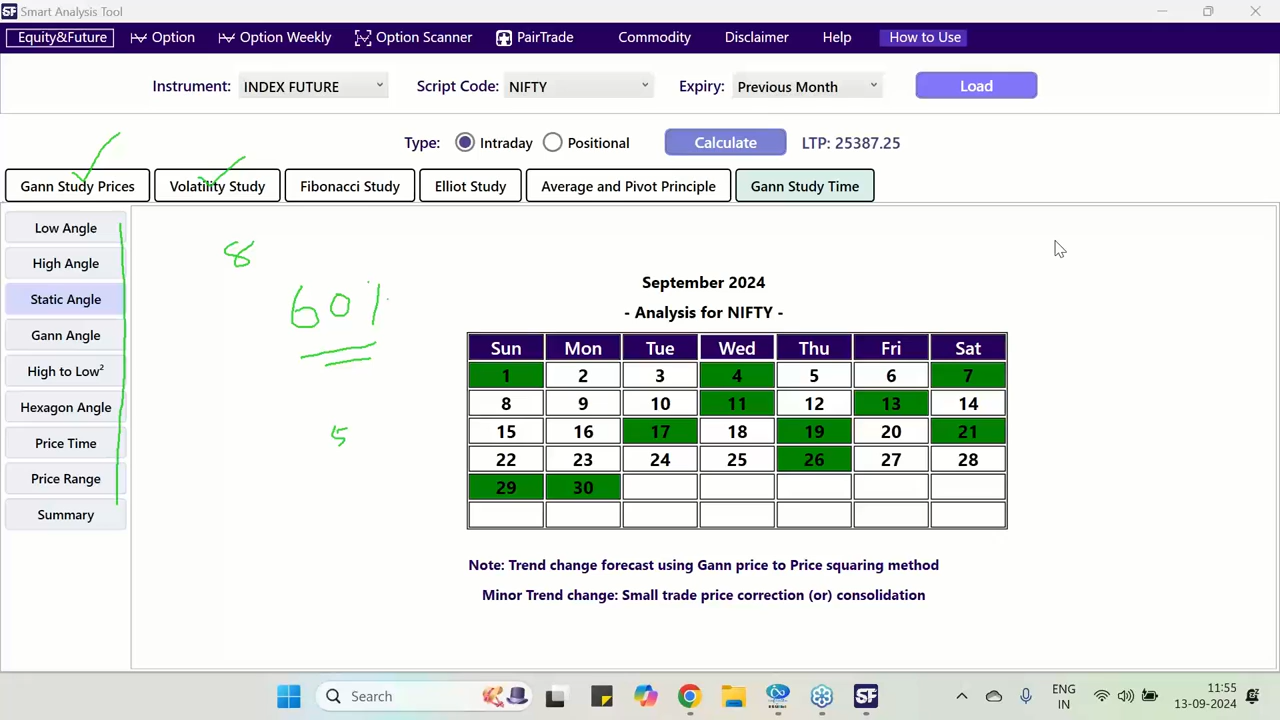 SF Smart Analysis Tool
Equity&Future Option Option Weekly Option Scanner PairTrade Commodity Disclaimer Help How to Use
Instrument: INDEX FUTURE Script Code: NIFTY Expiry: Previous Month Load
Type: Intraday Positional Calculate LTP: 25387.25
Gann Study Prices Volatility Study Fibonacci Study Elliot Study Average and Pivot Principle Gann Study Time
Low Angle
High Angle
Static Angle
Gann Angle
High to Low²
Hexagon Angle
Price Time
Price Range
Summary
8
60%
5
September 2024
- Analysis for NIFTY -
Sun Mon Tue Wed Thu Fri Sat
1 2 3 4 5 6 7
8 9 10 11 12 13 14
15 16 17 18 19 20 21
22 23 24 25 26 27 28
29 30
Note: Trend change forecast using Gann price to Price squaring method
Minor Trend change: Small trade price correction (or) consolidation
Search
SF
ENG
IN
11:55
13-09-2024